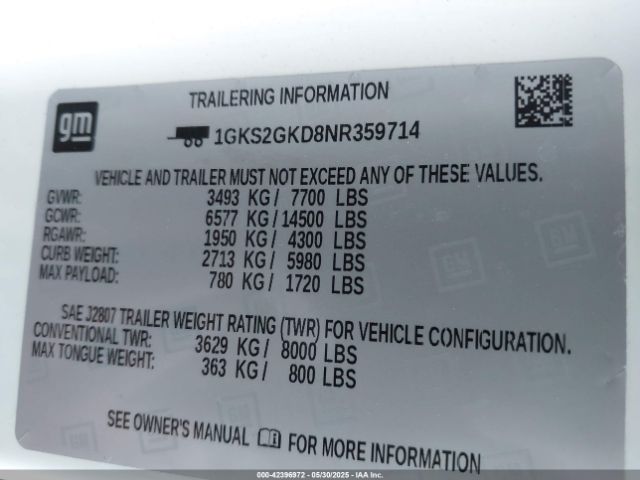 gm
TRAILERING INFORMATION
1GKS2GKD8NR359714
VEHICLE AND TRAILER MUST NOT EXCEED ANY OF THESE VALUES.
GVWR: 3493 KG / 7700 LBS
GCWR: 6577 KG / 14500 LBS
RGAWR: 1950 KG / 4300 LBS
CURB WEIGHT: 2713 KG / 5980 LBS
MAX PAYLOAD: 780 KG / 1720 LBS
SAE J2807 TRAILER WEIGHT RATING (TWR) FOR VEHICLE CONFIGURATION.
CONVENTIONAL TWR: 3629 KG / 8000 LBS
MAX TONGUE WEIGHT: 363 KG / 800 LBS
SEE OWNER'S MANUAL FOR MORE INFORMATION
000-42396972 - 05/30/2025 - IAA Inc.